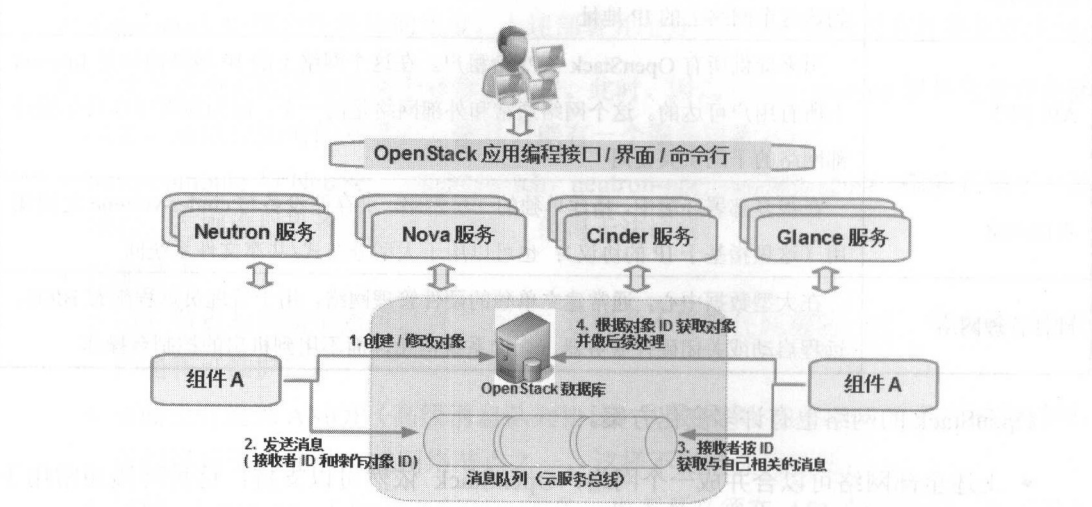 OpenStack 应用编程接口 / 界面 / 命令行
Neutron 服务
Nova 服务
Cinder 服务
Glance 服务
1. 创建 / 修改对象
4. 根据对象 ID 获取对象
并做后续处理
组件 A
OpenStack 数据库
组件 A
2. 发送消息
( 接收者 ID 和操作对象 ID)
3. 接收者按 ID
获取与自己相关的消息
消息队列（云服务总线）